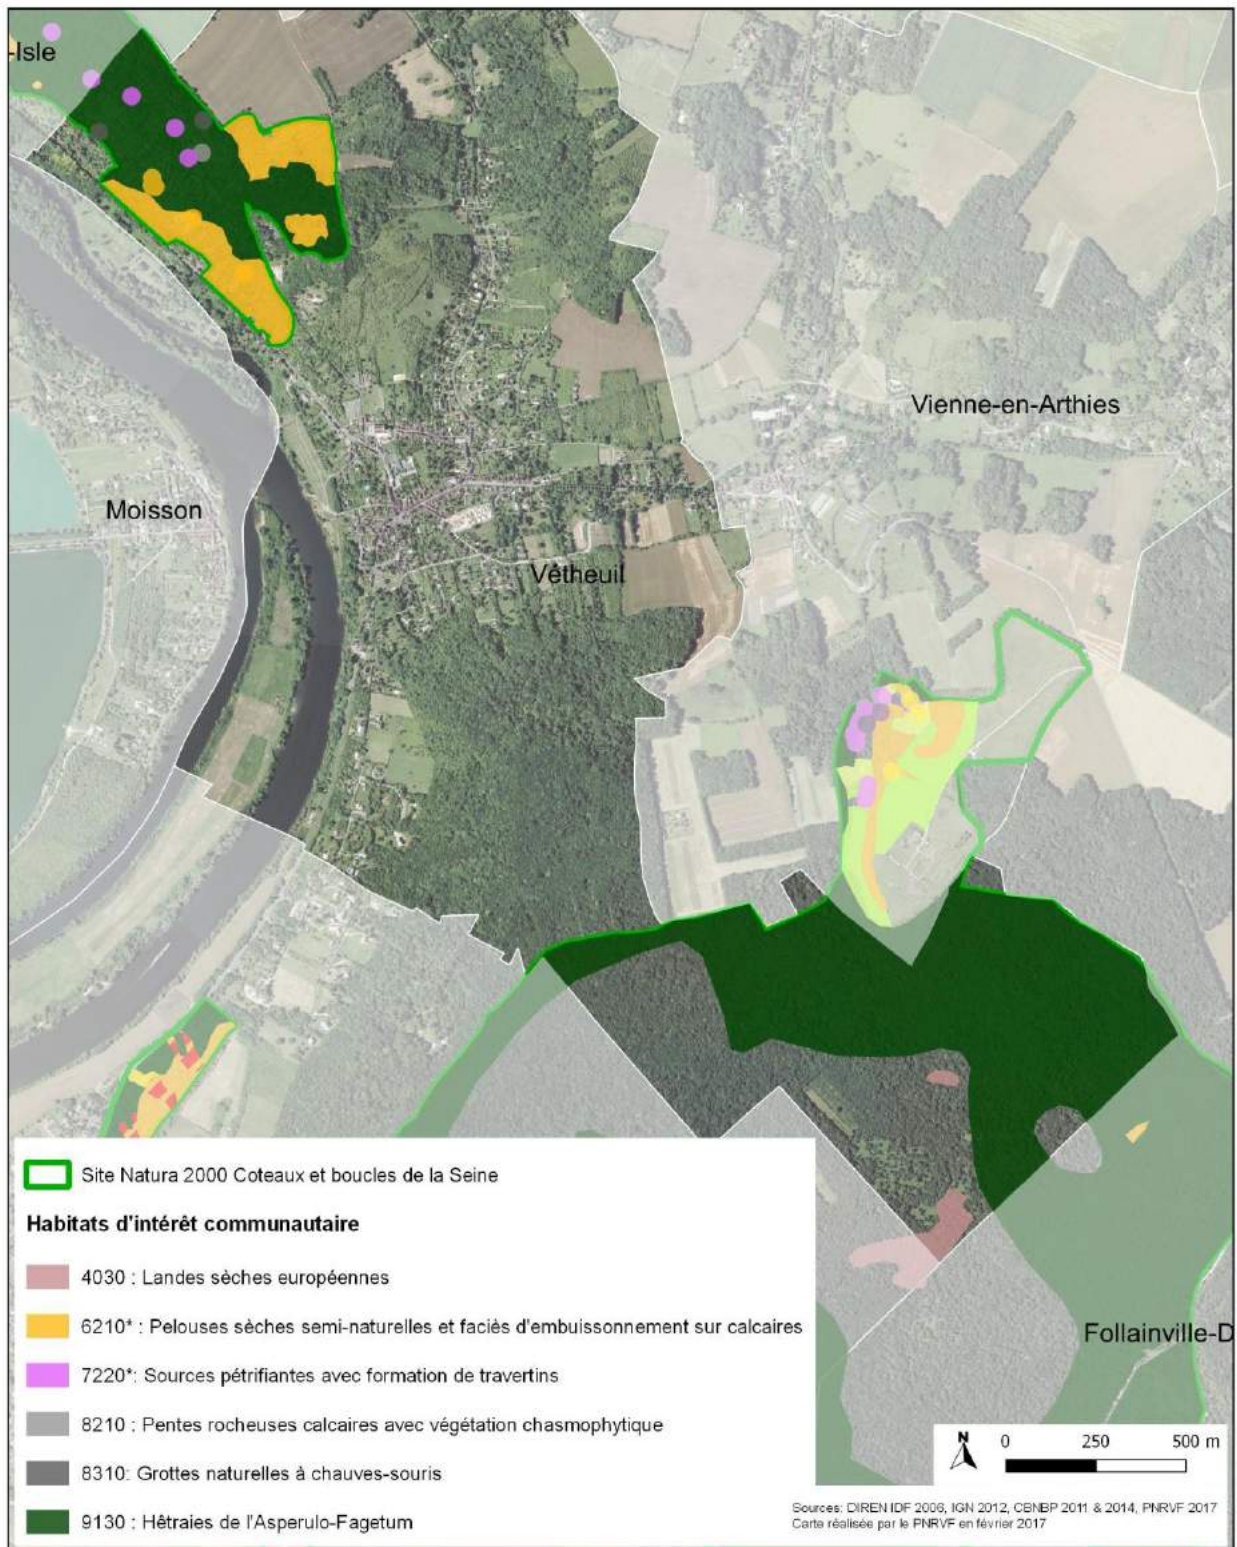 -Isle
Vienne-en-Arthies
Moisson
Vétheuil
Site Natura 2000 Coteaux et boucles de la Seine
Habitats d'intérêt communautaire
4030 : Landes sèches européennes
6210* : Pelouses sèches semi-naturelles et faciès d'embuissonnement sur calcaires
7220*: Sources pétrifiantes avec formation de travertins
8210 : Pentes rocheuses calcaires avec végétation chasmophytique
8310: Grottes naturelles à chauves-souris
9130 : Hêtraies de l'Asperulo-Fagetum
Follainville-D
N
0 250 500 m
Sources: DIREN IDF 2006, IGN 2012, CBNBP 2011 & 2014, PNRVF 2017
Carte réalisée par le PNRVF en février 2017